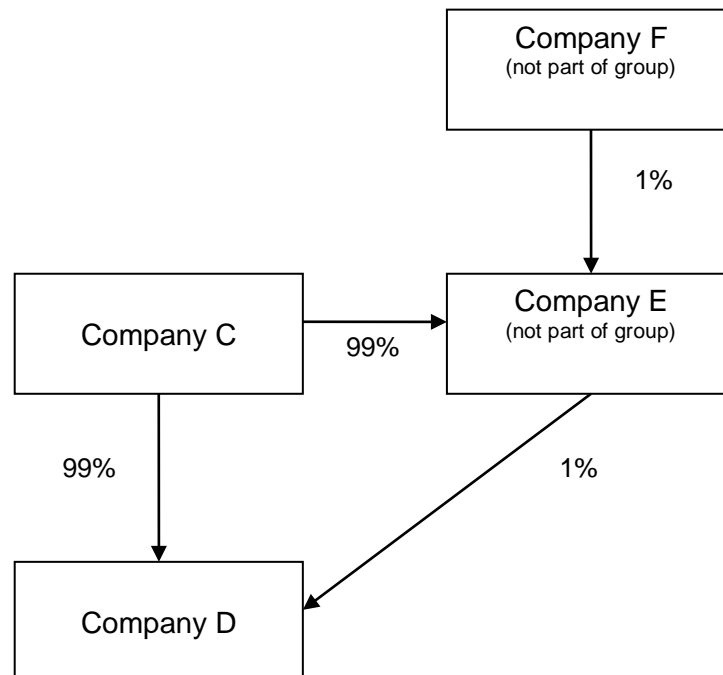 Company F
(not part of group)
1%
Company E
(not part of group)
Company C
99%
99%
1%
Company D